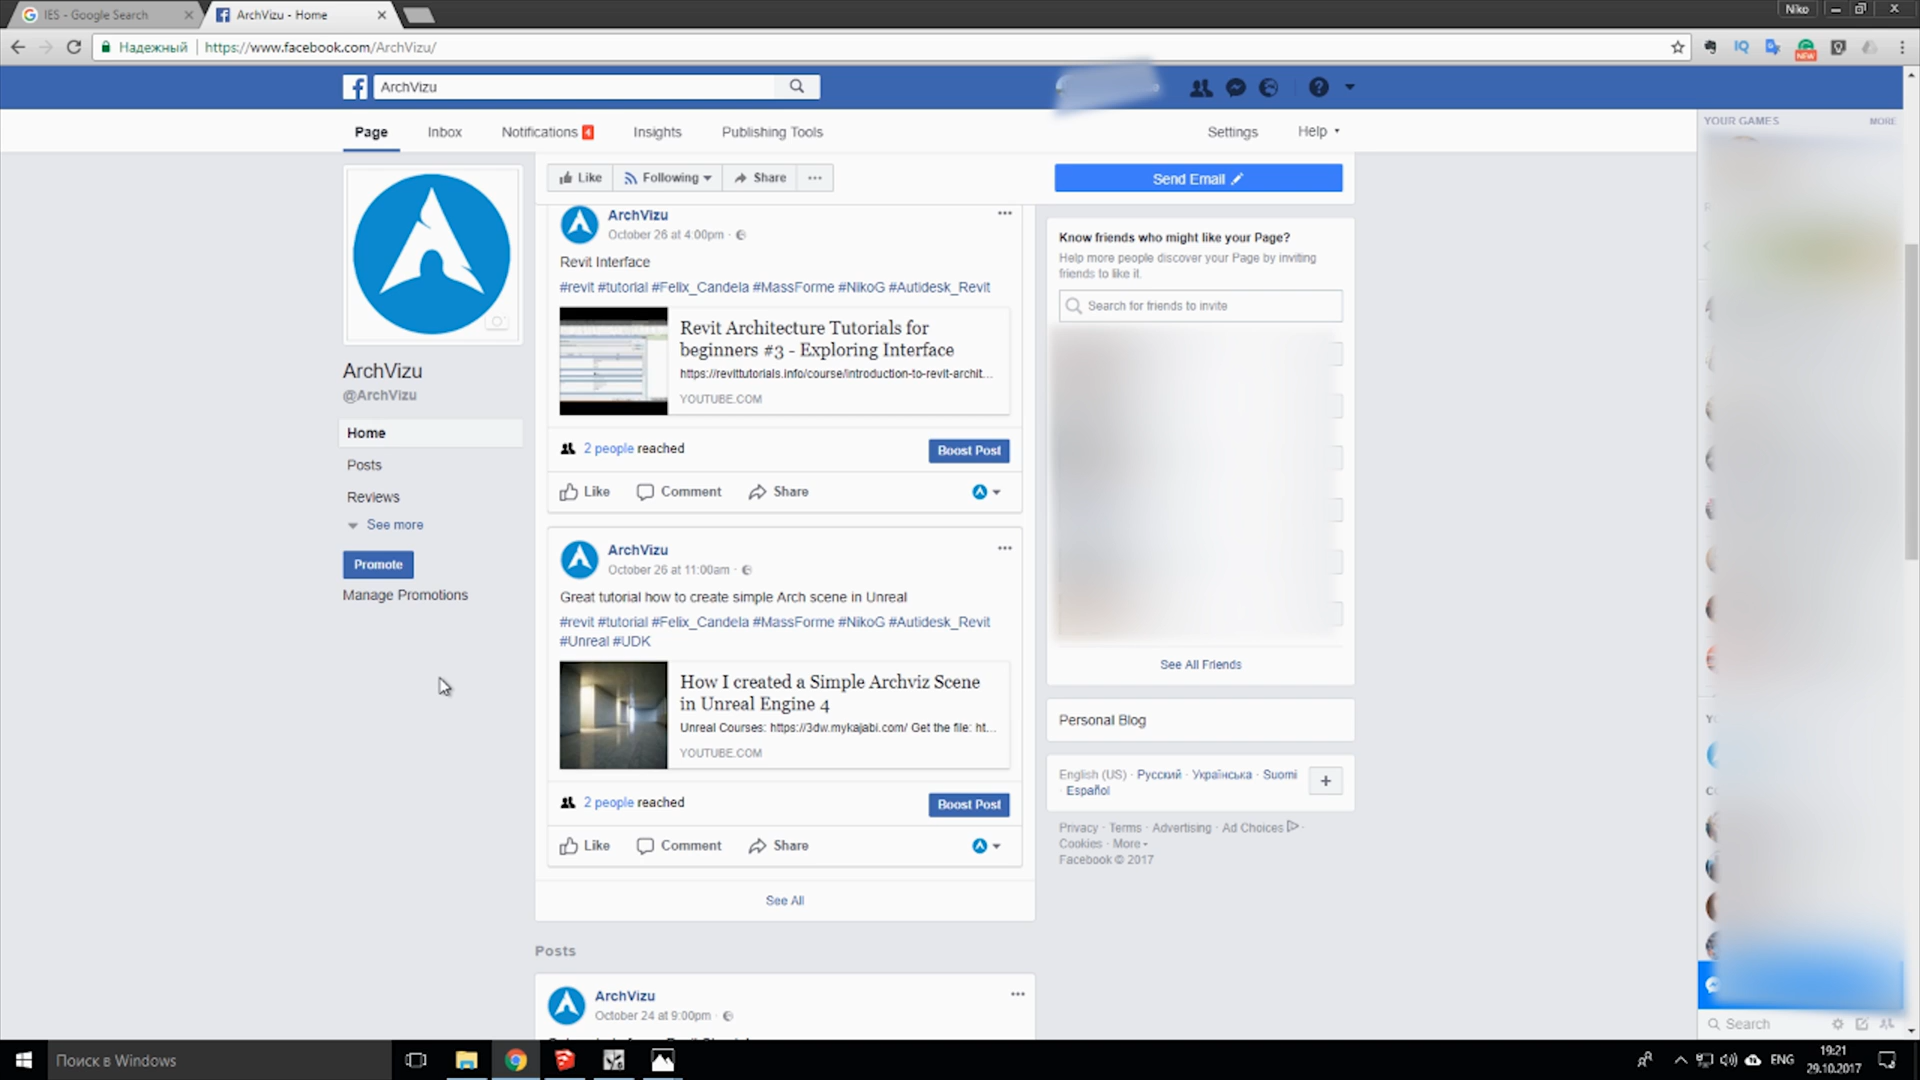 IES - Google Search
ArchVizu - Home
Niko
Надежный
https://www.facebook.com/ArchVizu/
IQ
NEW
ArchVizu
Page
Inbox
Notifications 4
Insights
Publishing Tools
Settings
Help
YOUR GAMES
MORE
Like
Following
Share
Send Email
ArchVizu
@ArchVizu
Home
Posts
Reviews
See more
Promote
Manage Promotions
ArchVizu
October 26 at 4:00pm ·
Revit Interface
#revit #tutorial #Felix_Candela #MassForme #NikoG #Autidesk_Revit
Revit Architecture Tutorials for
beginners #3 - Exploring Interface
https://revittutorials.info/course/introduction-to-revit-archit...
YOUTUBE.COM
2 people reached
Boost Post
Like
Comment
Share
ArchVizu
October 26 at 11:00am ·
Great tutorial how to create simple Arch scene in Unreal
#revit #tutorial #Felix_Candela #MassForme #NikoG #Autidesk_Revit
#Unreal #UDK
How I created a Simple Archviz Scene
in Unreal Engine 4
Unreal Courses: https://3dw.mykajabi.com/ Get the file: ht...
YOUTUBE.COM
2 people reached
Boost Post
Like
Comment
Share
See All
Posts
ArchVizu
October 24 at 9:00pm ·
Know friends who might like your Page?
Help more people discover your Page by inviting
friends to like it.
Search for friends to invite
See All Friends
Personal Blog
English (US) · Русский · Українська · Suomi
· Español
Privacy · Terms · Advertising · Ad Choices ·
Cookies · More
Facebook © 2017
Search
Поиск в Windows
ENG
19:21
29.10.2017